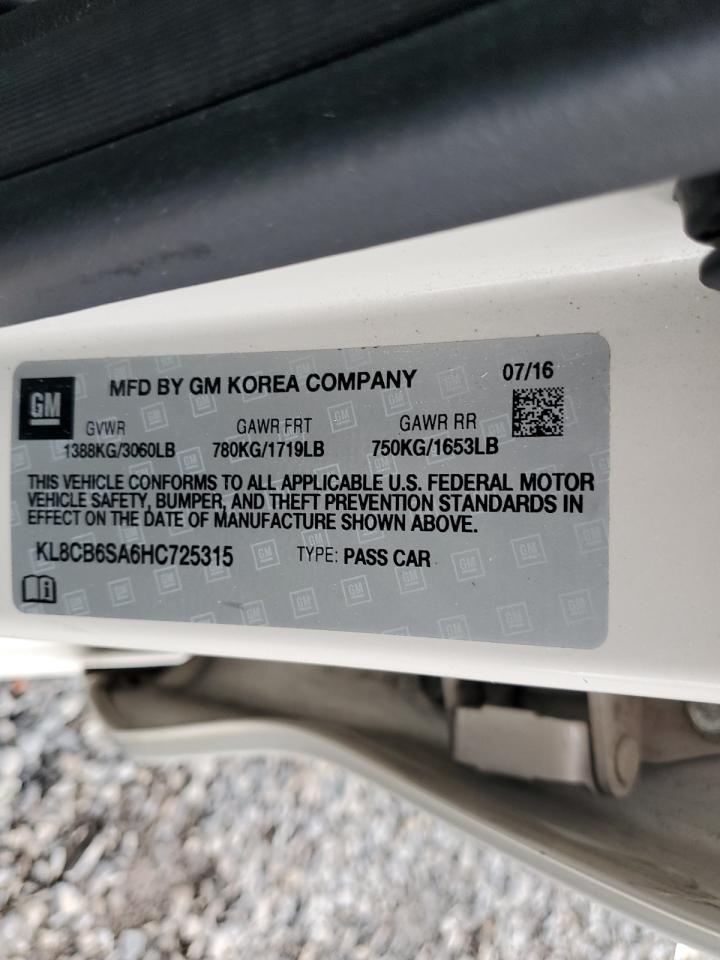 GM
MFD BY GM KOREA COMPANY
07/16
GVWR GAWR FRT GAWR RR
1388KG/3060LB 780KG/1719LB 750KG/1653LB
THIS VEHICLE CONFORMS TO ALL APPLICABLE U.S. FEDERAL MOTOR
VEHICLE SAFETY, BUMPER, AND THEFT PREVENTION STANDARDS IN
EFFECT ON THE DATE OF MANUFACTURE SHOWN ABOVE.
KL8CB6SA6HC725315 TYPE: PASS CAR